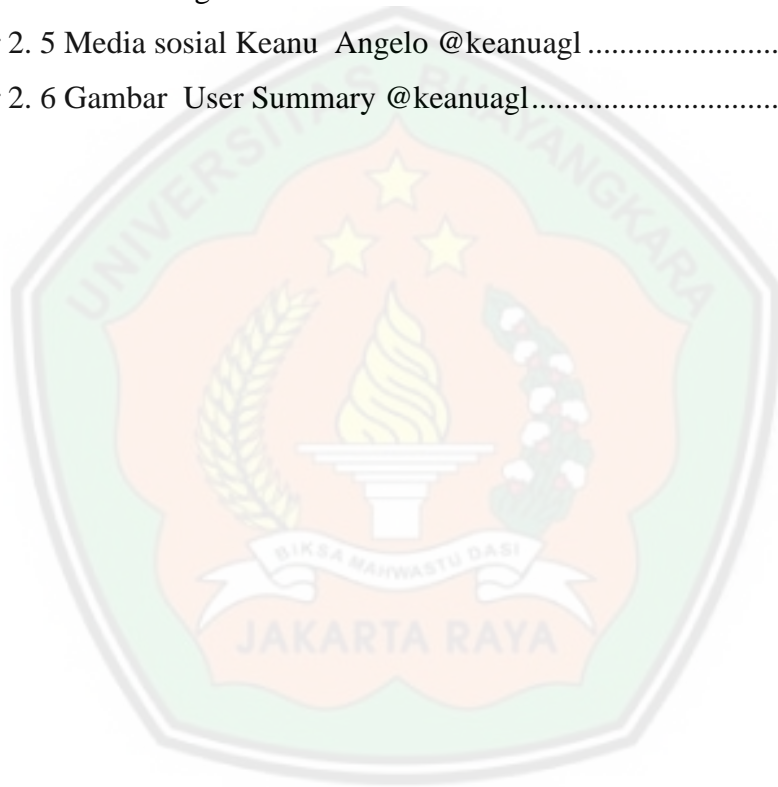 2. 5 Media sosial Keanu Angelo @keanuagl ........................
2. 6 Gambar User Summary @keanuagl...............................
UNIVERSITAS BHAYANGKARA
BIKSA MAHWASTU DASI
JAKARTA RAYA